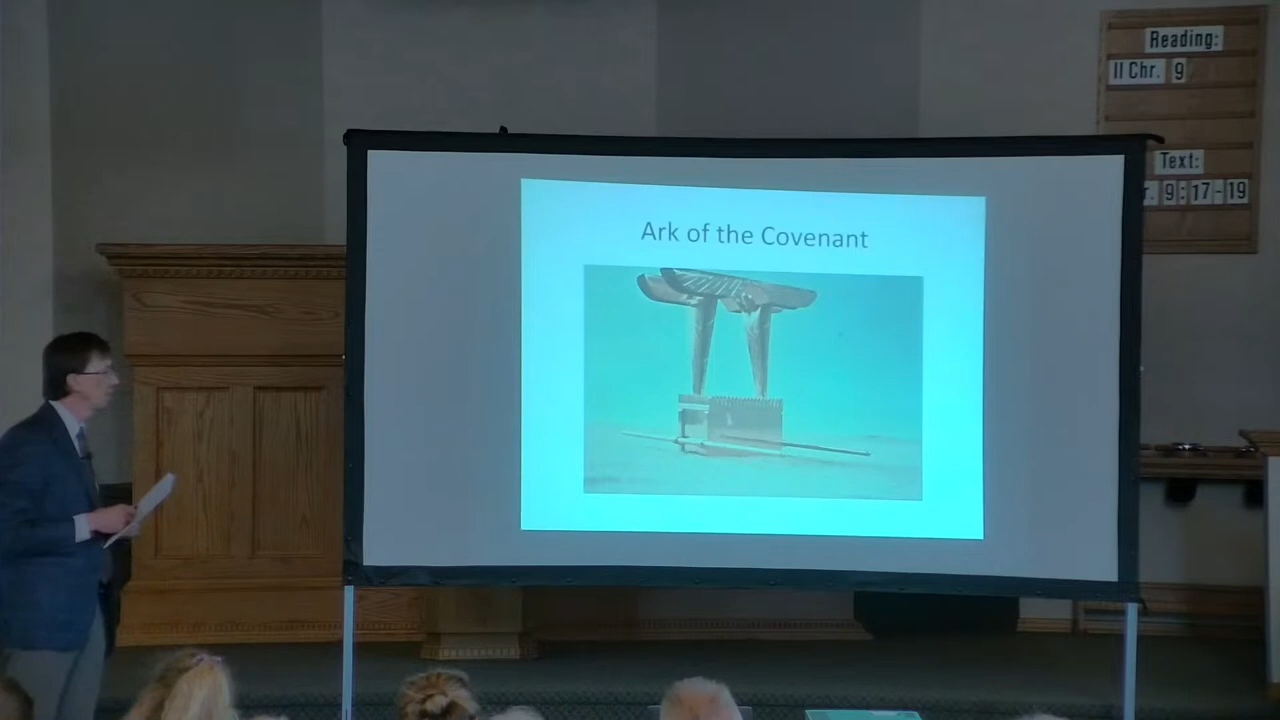 Reading:
II Chr. 9
Text:
r. 9:17-19
Ark of the Covenant